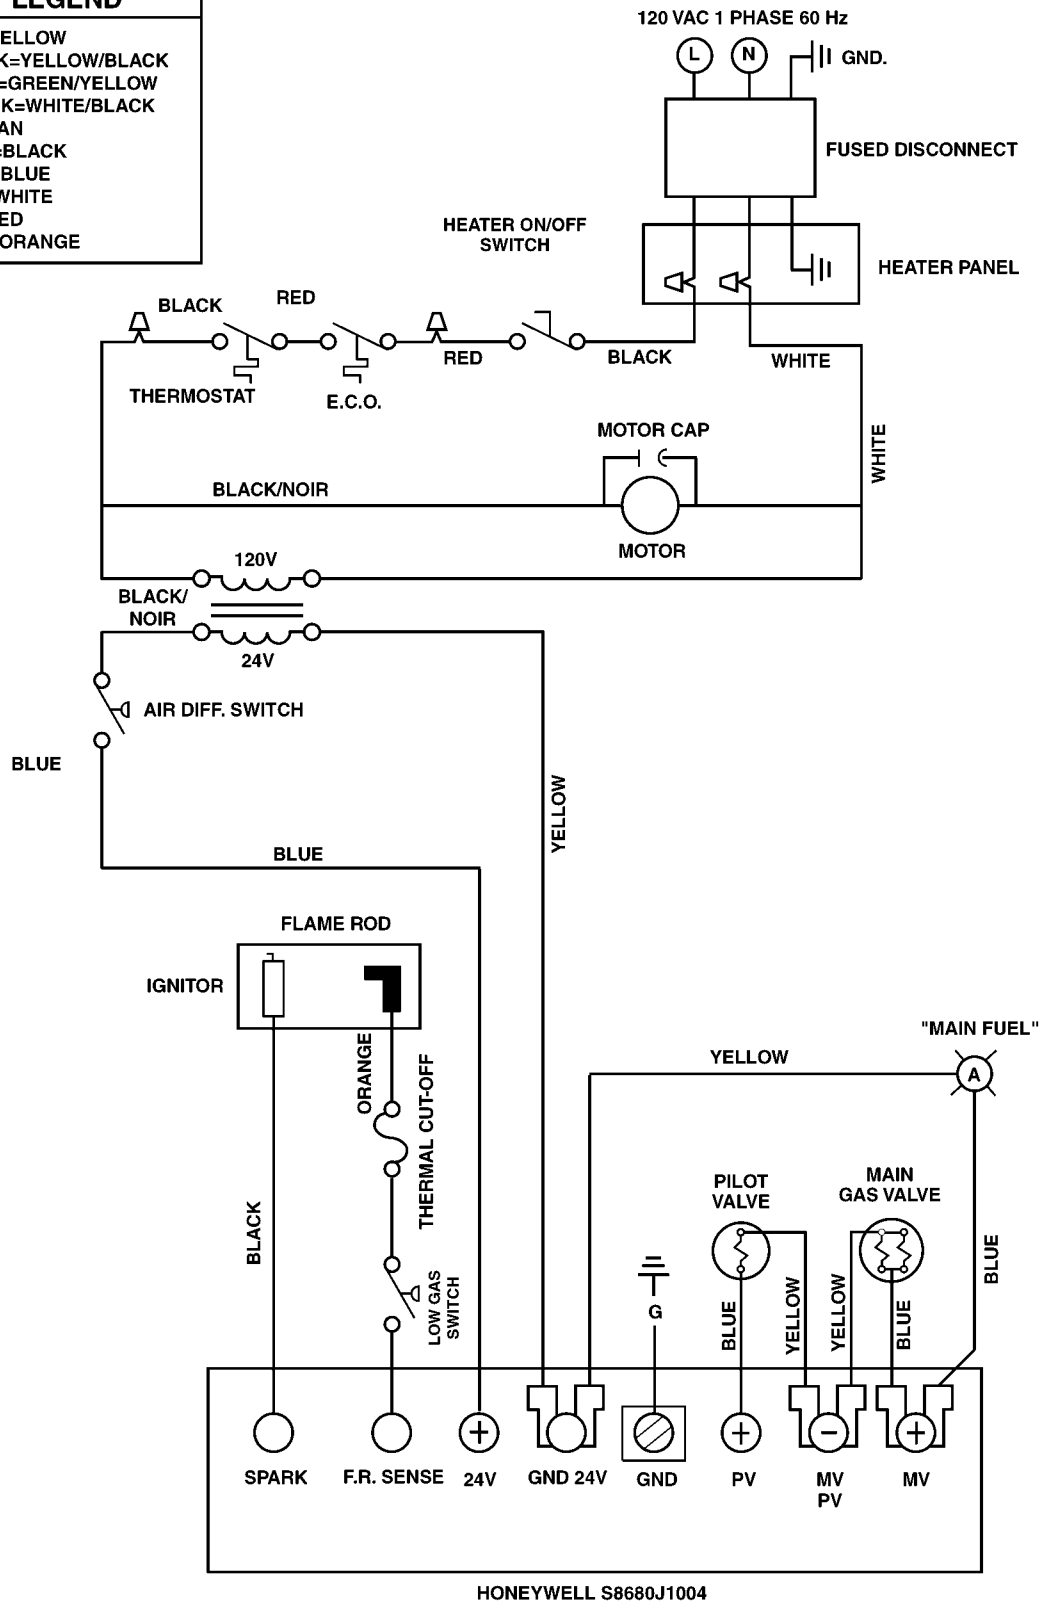 LEGEND
ELLOW
K=YELLOW/BLACK
=GREEN/YELLOW
K=WHITE/BLACK
AN
=BLACK
BLUE
WHITE
ED
ORANGE
120 VAC 1 PHASE 60 Hz
L
N
GND.
FUSED DISCONNECT
HEATER ON/OFF
SWITCH
HEATER PANEL
BLACK
RED
RED
BLACK
WHITE
THERMOSTAT
E.C.O.
WHITE
MOTOR CAP
BLACK/NOIR
MOTOR
120V
BLACK/
NOIR
24V
AIR DIFF. SWITCH
BLUE
YELLOW
BLUE
FLAME ROD
IGNITOR
"MAIN FUEL"
ORANGE
THERMAL CUT-OFF
YELLOW
A
PILOT
VALVE
MAIN
GAS VALVE
BLACK
BLUE
LOW GAS
SWITCH
G
BLUE
YELLOW
YELLOW
BLUE
+
+
-
+
SPARK
F.R. SENSE
24V
GND 24V
GND
PV
MV
PV
MV
HONEYWELL S8680J1004